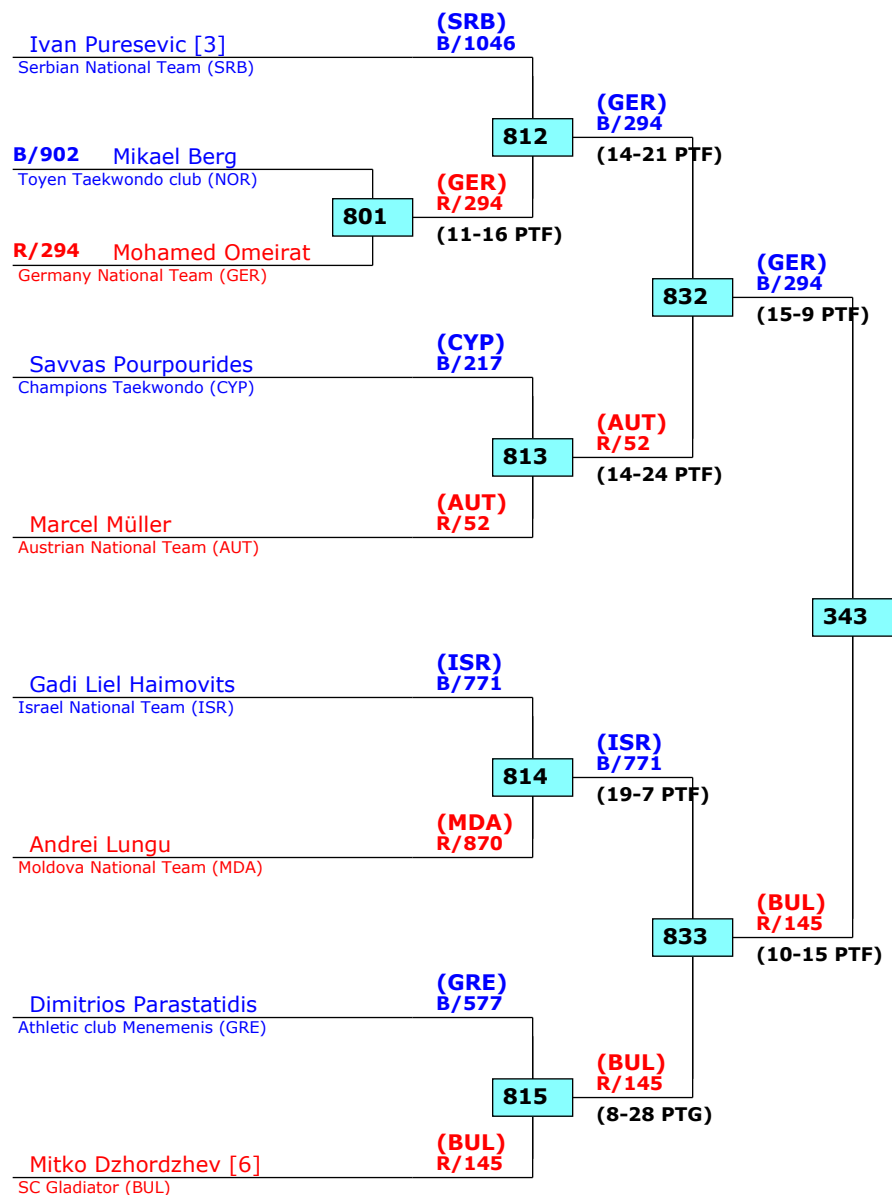 Ivan Puresevic [3]
Serbian National Team (SRB)
(SRB)
B/1046
812
(GER)
B/294
(14-21 PTF)
B/902 Mikael Berg
Toyen Taekwondo club (NOR)
801
(GER)
R/294
(11-16 PTF)
R/294 Mohamed Omeirat
Germany National Team (GER)
832
(GER)
B/294
(15-9 PTF)
Savvas Pourpourides
Champions Taekwondo (CYP)
(CYP)
B/217
813
(AUT)
R/52
(14-24 PTF)
Marcel Müller
Austrian National Team (AUT)
(AUT)
R/52
343
Gadi Liel Haimovits
Israel National Team (ISR)
(ISR)
B/771
814
(ISR)
B/771
(19-7 PTF)
Andrei Lungu
Moldova National Team (MDA)
(MDA)
R/870
833
(BUL)
R/145
(10-15 PTF)
Dimitrios Parastatidis
Athletic club Menemenis (GRE)
(GRE)
B/577
815
(BUL)
R/145
(8-28 PTG)
Mitko Dzhordzhev [6]
SC Gladiator (BUL)
(BUL)
R/145